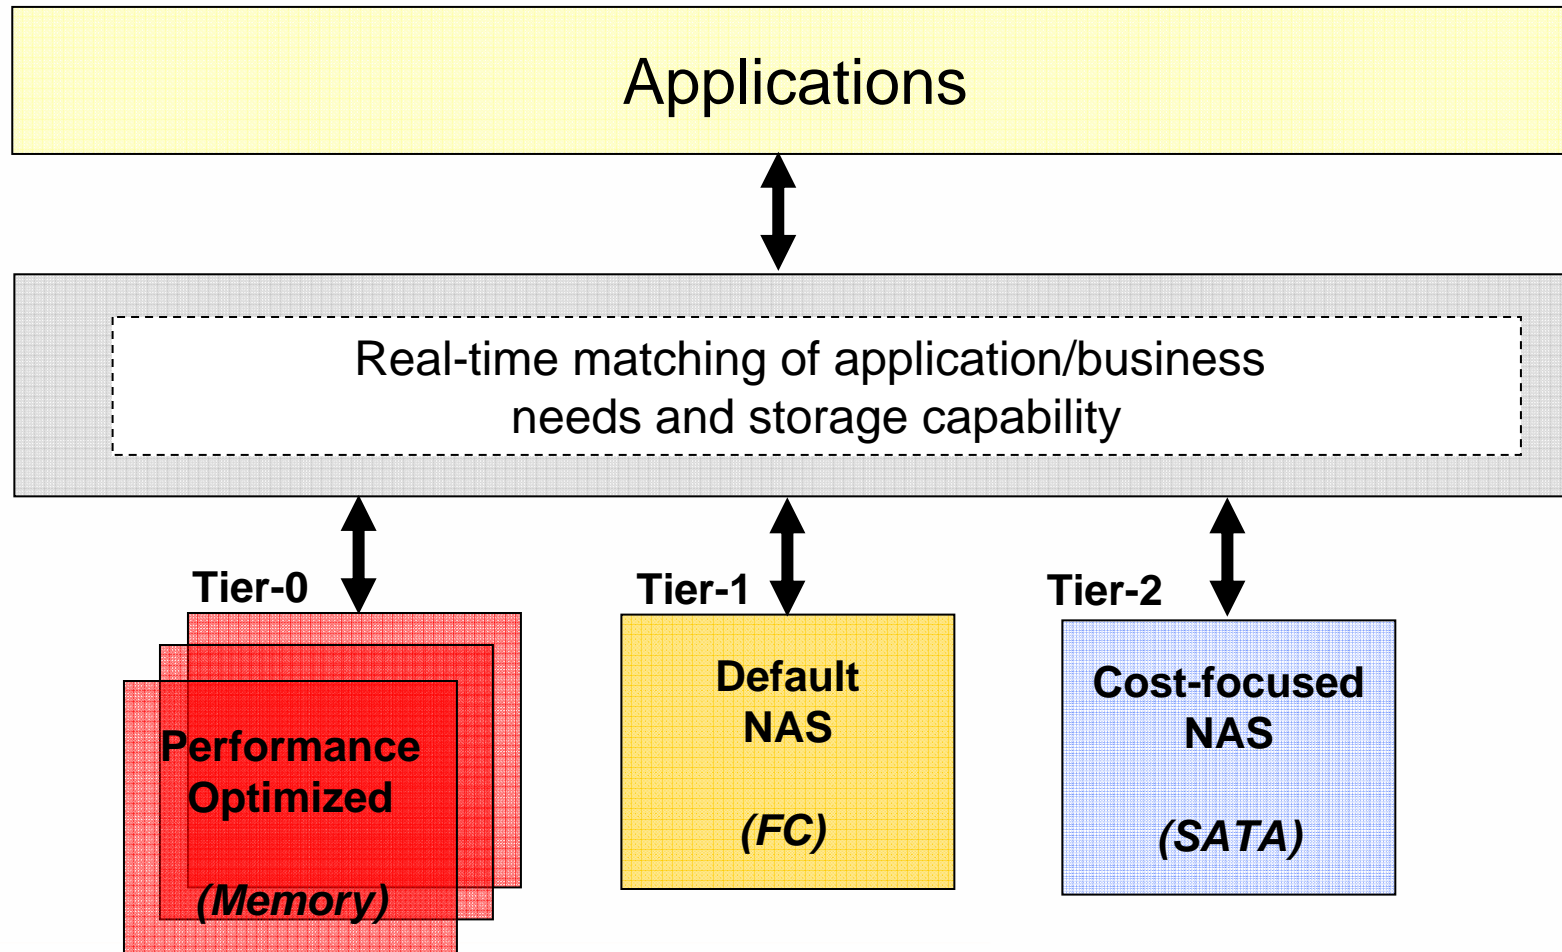 Applications
Real-time matching of application/business
needs and storage capability
Tier-0
Performance
Optimized
(Memory)
Tier-1
Default
NAS
(FC)
Tier-2
Cost-focused
NAS
(SATA)